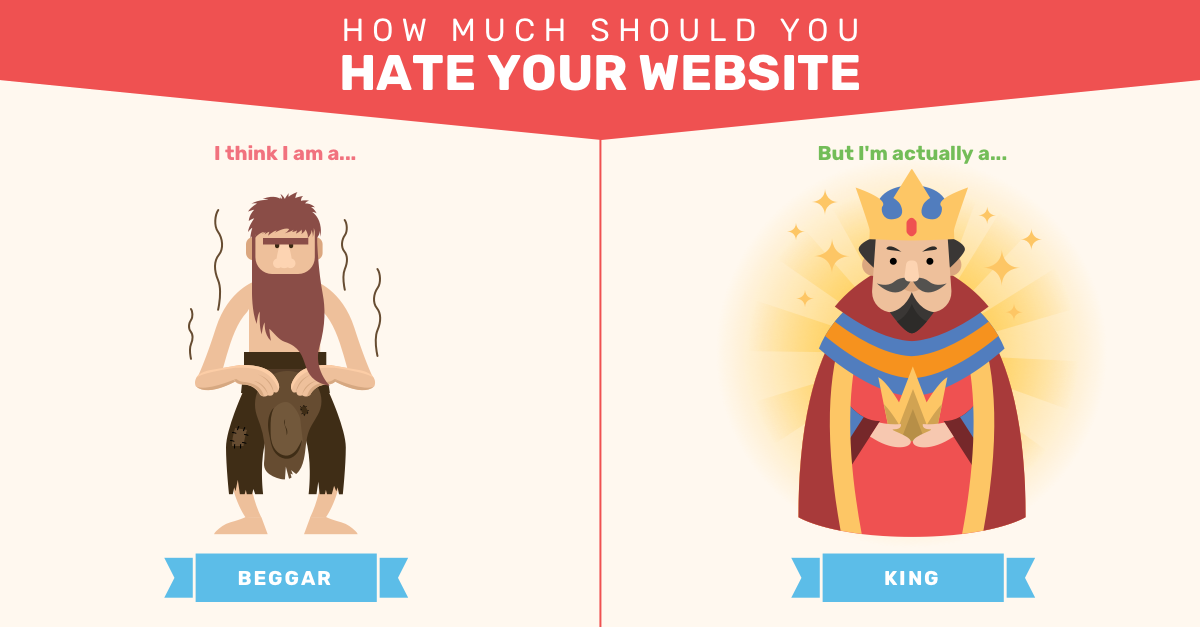 HOW MUCH SHOULD YOU
HATE YOUR WEBSITE
I think I am a...
But I'm actually a...
BEGGAR
KING